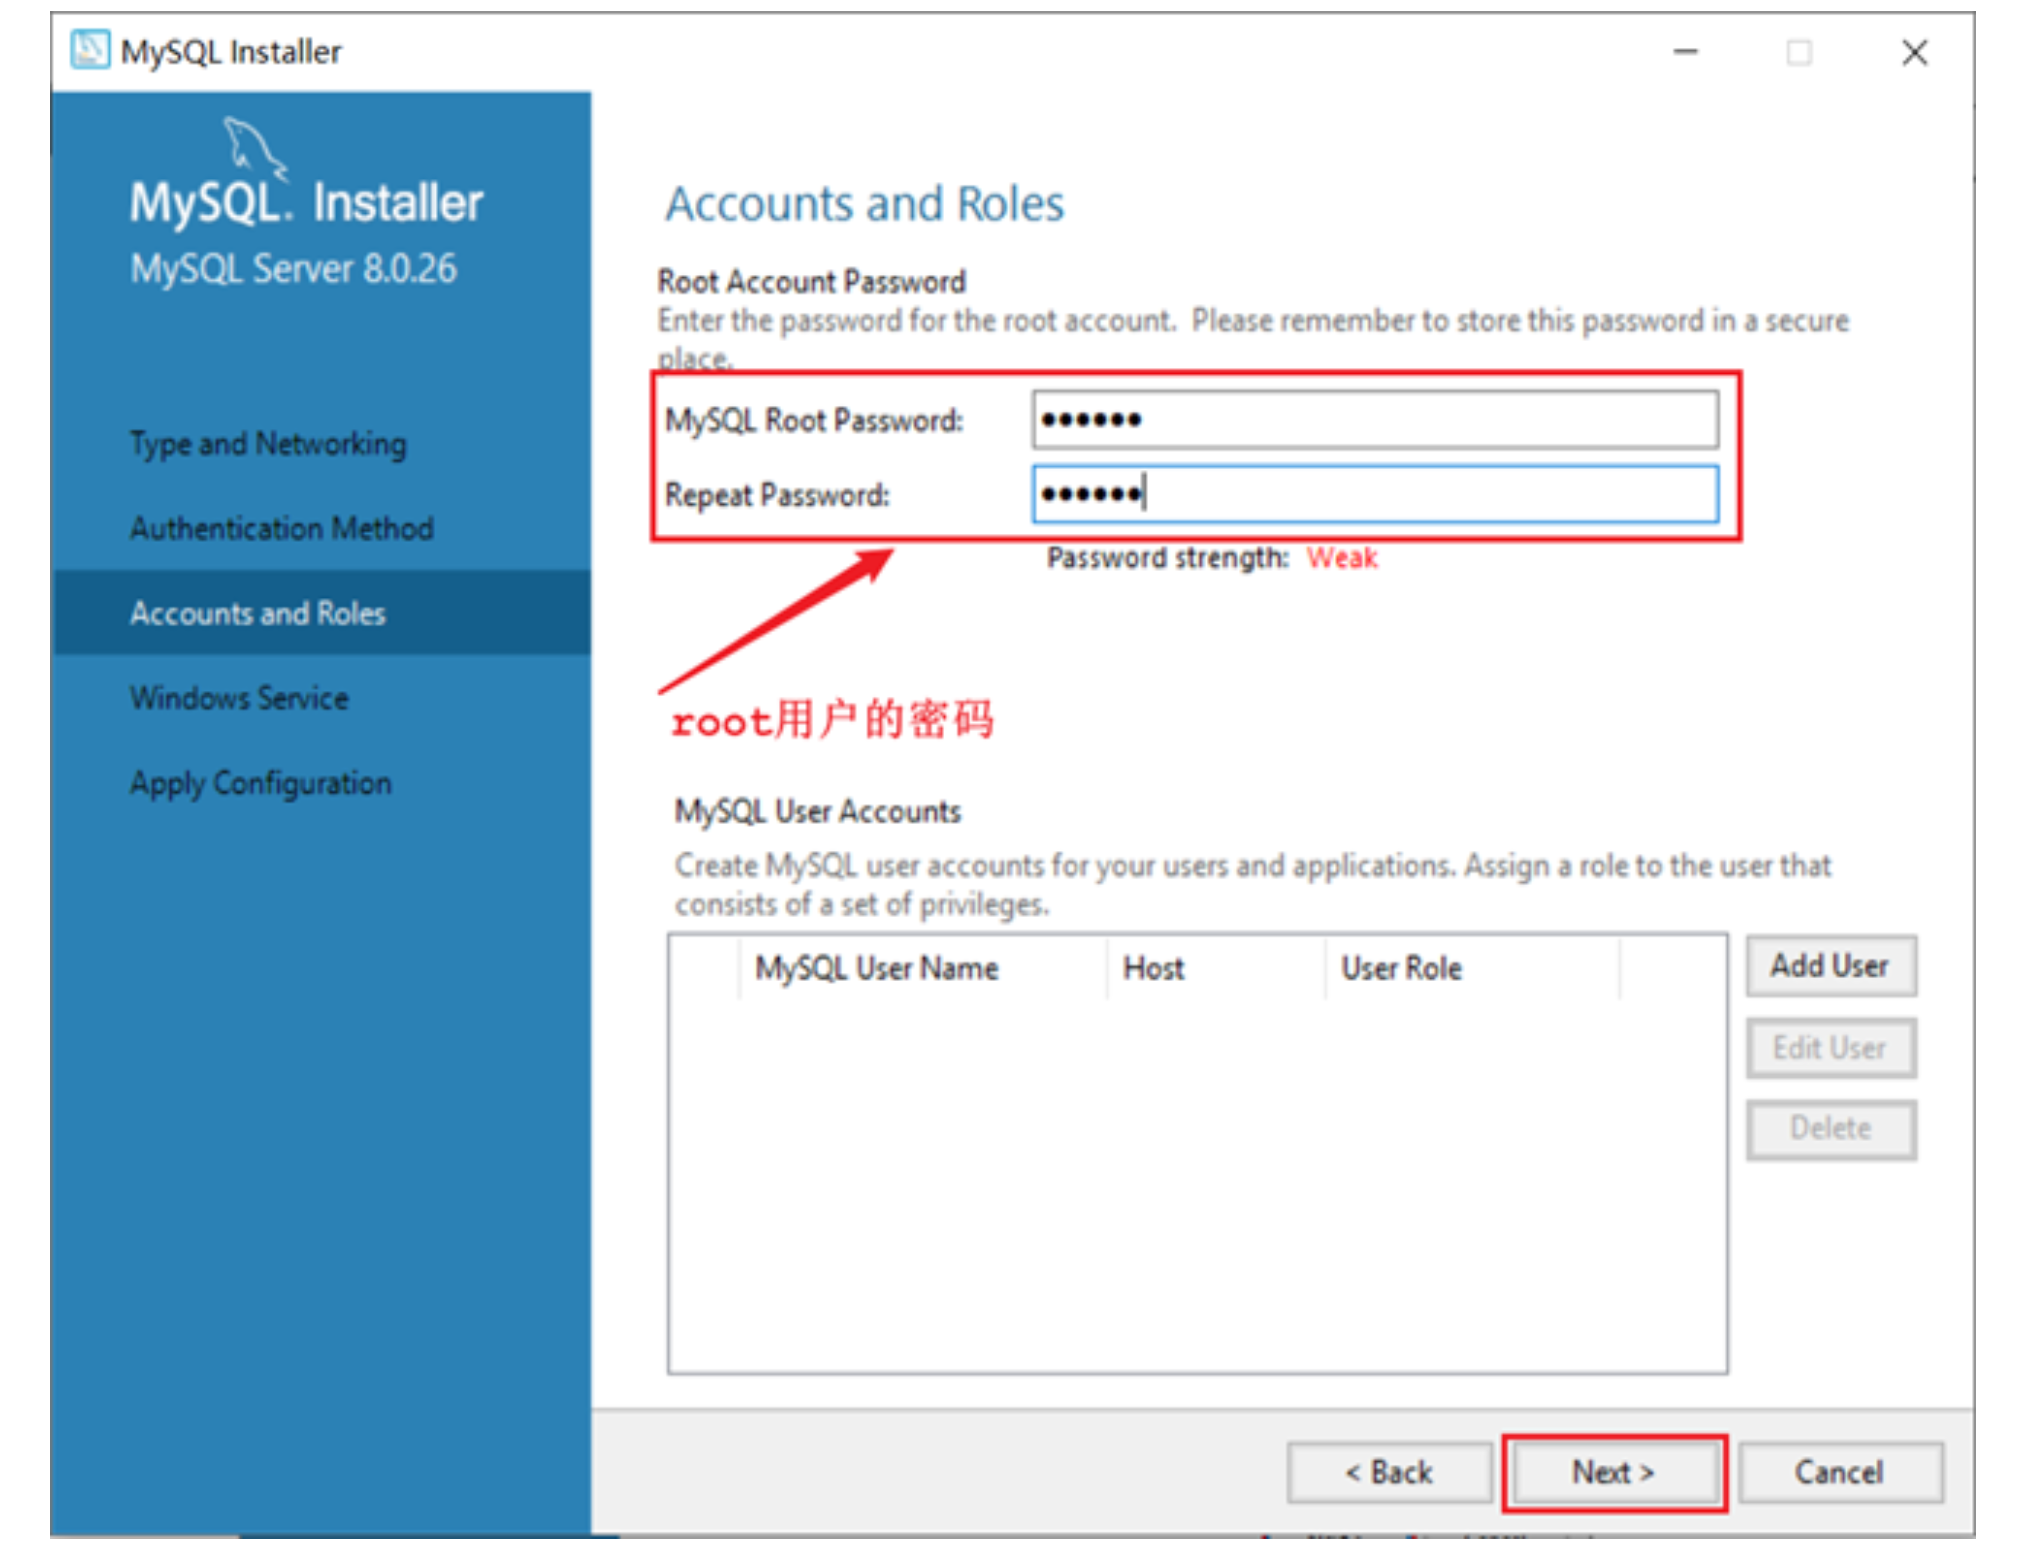 MySQL Installer
MySQL. Installer
MySQL Server 8.0.26
Type and Networking
Authentication Method
Accounts and Roles
Windows Service
Apply Configuration
Accounts and Roles
Root Account Password
Enter the password for the root account.  Please remember to store this password in a secure
place.
MySQL Root Password: ●●●●●●
Repeat Password: ●●●●●●
Password strength: Weak
root用户的密码
MySQL User Accounts
Create MySQL user accounts for your users and applications. Assign a role to the user that
consists of a set of privileges.
MySQL User Name Host User Role
Add User
Edit User
Delete
< Back Next > Cancel